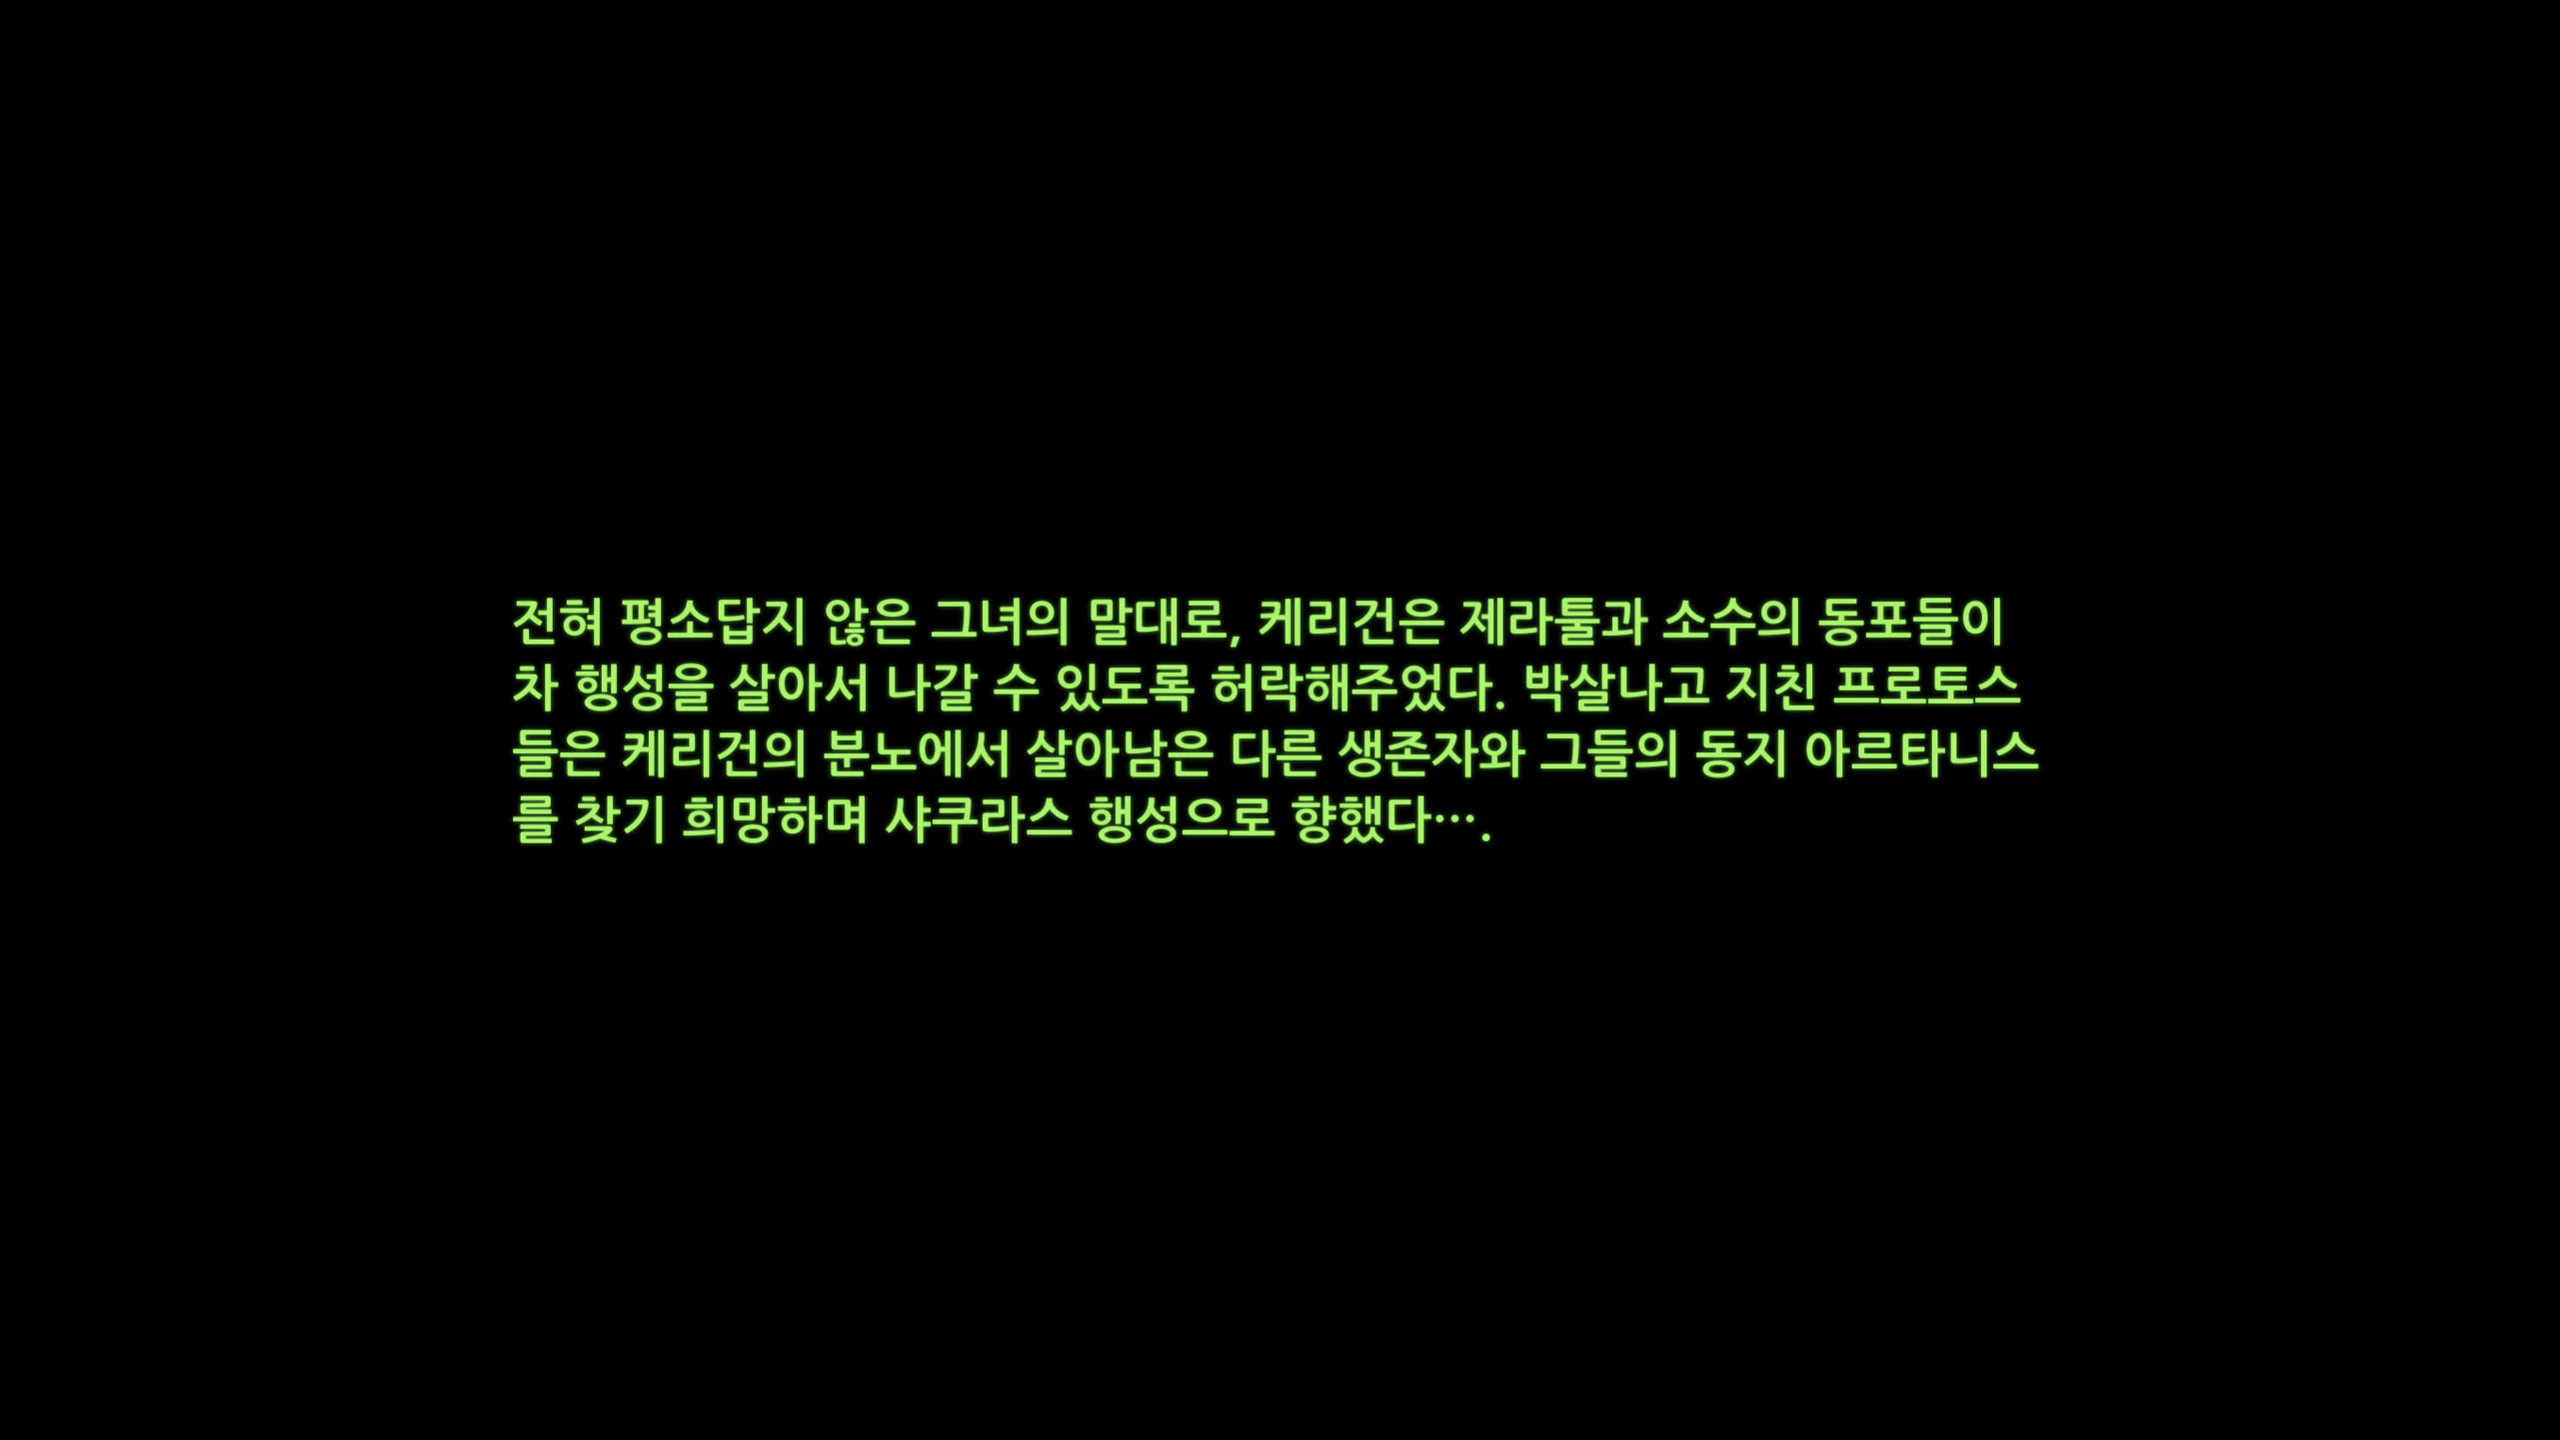 전혀 평소답지 않은 그녀의 말대로, 케리건은 제라툴과 소수의 동포들이
차 행성을 살아서 나갈 수 있도록 허락해주었다. 박살나고 지친 프로토스
들은 케리건의 분노에서 살아남은 다른 생존자와 그들의 동지 아르타니스
를 찾기 희망하며 샤쿠라스 행성으로 향했다….